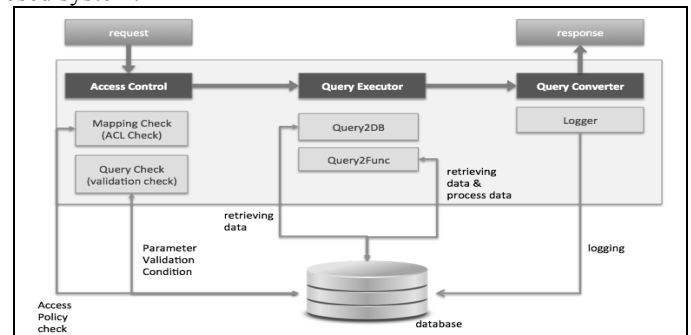 request
response
Access Control
Query Executor
Query Converter
Mapping Check
(ACL Check)
Query2DB
Logger
Query Check
(validation check)
Query2Func
retrieving
data &
process data
retrieving
data
Parameter
Validation
Condition
logging
Access
Policy
check
database